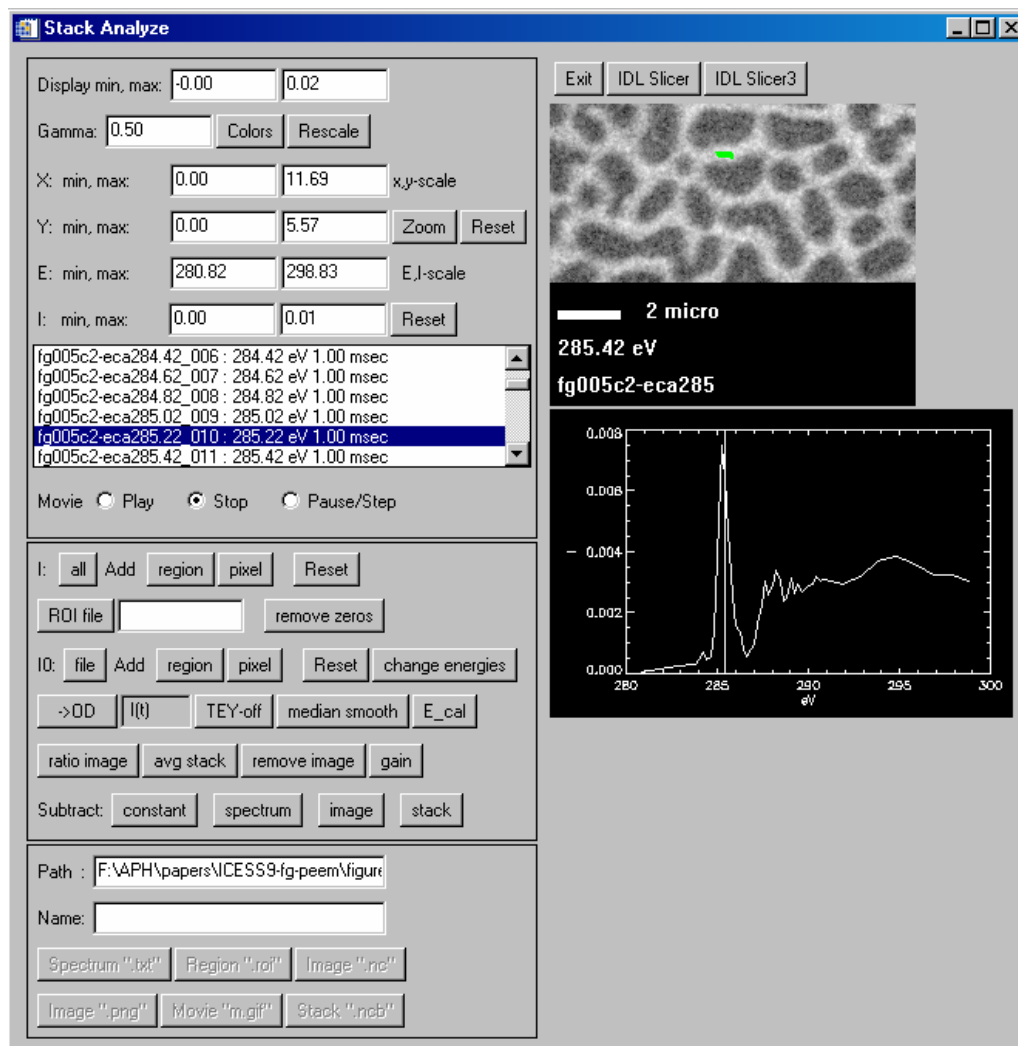 Stack Analyze
Display min, max: -0.00 0.02
Gamma: 0.50 Colors Rescale
X: min, max: 0.00 11.69 x,y-scale
Y: min, max: 0.00 5.57 Zoom Reset
E: min, max: 280.82 298.83 E,I-scale
I: min, max: 0.00 0.01 Reset
fg005c2-eca284.42_006 : 284.42 eV 1.00 msec
fg005c2-eca284.62_007 : 284.62 eV 1.00 msec
fg005c2-eca284.82_008 : 284.82 eV 1.00 msec
fg005c2-eca285.02_009 : 285.02 eV 1.00 msec
fg005c2-eca285.22_010 : 285.22 eV 1.00 msec
fg005c2-eca285.42_011 : 285.42 eV 1.00 msec
Movie Play Stop Pause/Step
I: all Add region pixel Reset
ROI file remove zeros
I0: file Add region pixel Reset change energies
->OD I(t) TEY-off median smooth E_cal
ratio image avg stack remove image gain
Subtract: constant spectrum image stack
Path : F:\APH\papers\ICESS9-fg-peem\figure
Name:
Spectrum ".txt" Region ".roi" Image ".nc"
Image ".png" Movie "m.gif" Stack ".ncb"
Exit IDL Slicer IDL Slicer3
2 micro
285.42 eV
fg005c2-eca285
0.008
0.006
I 0.004
0.002
0.000
280 285 290 295 300
eV